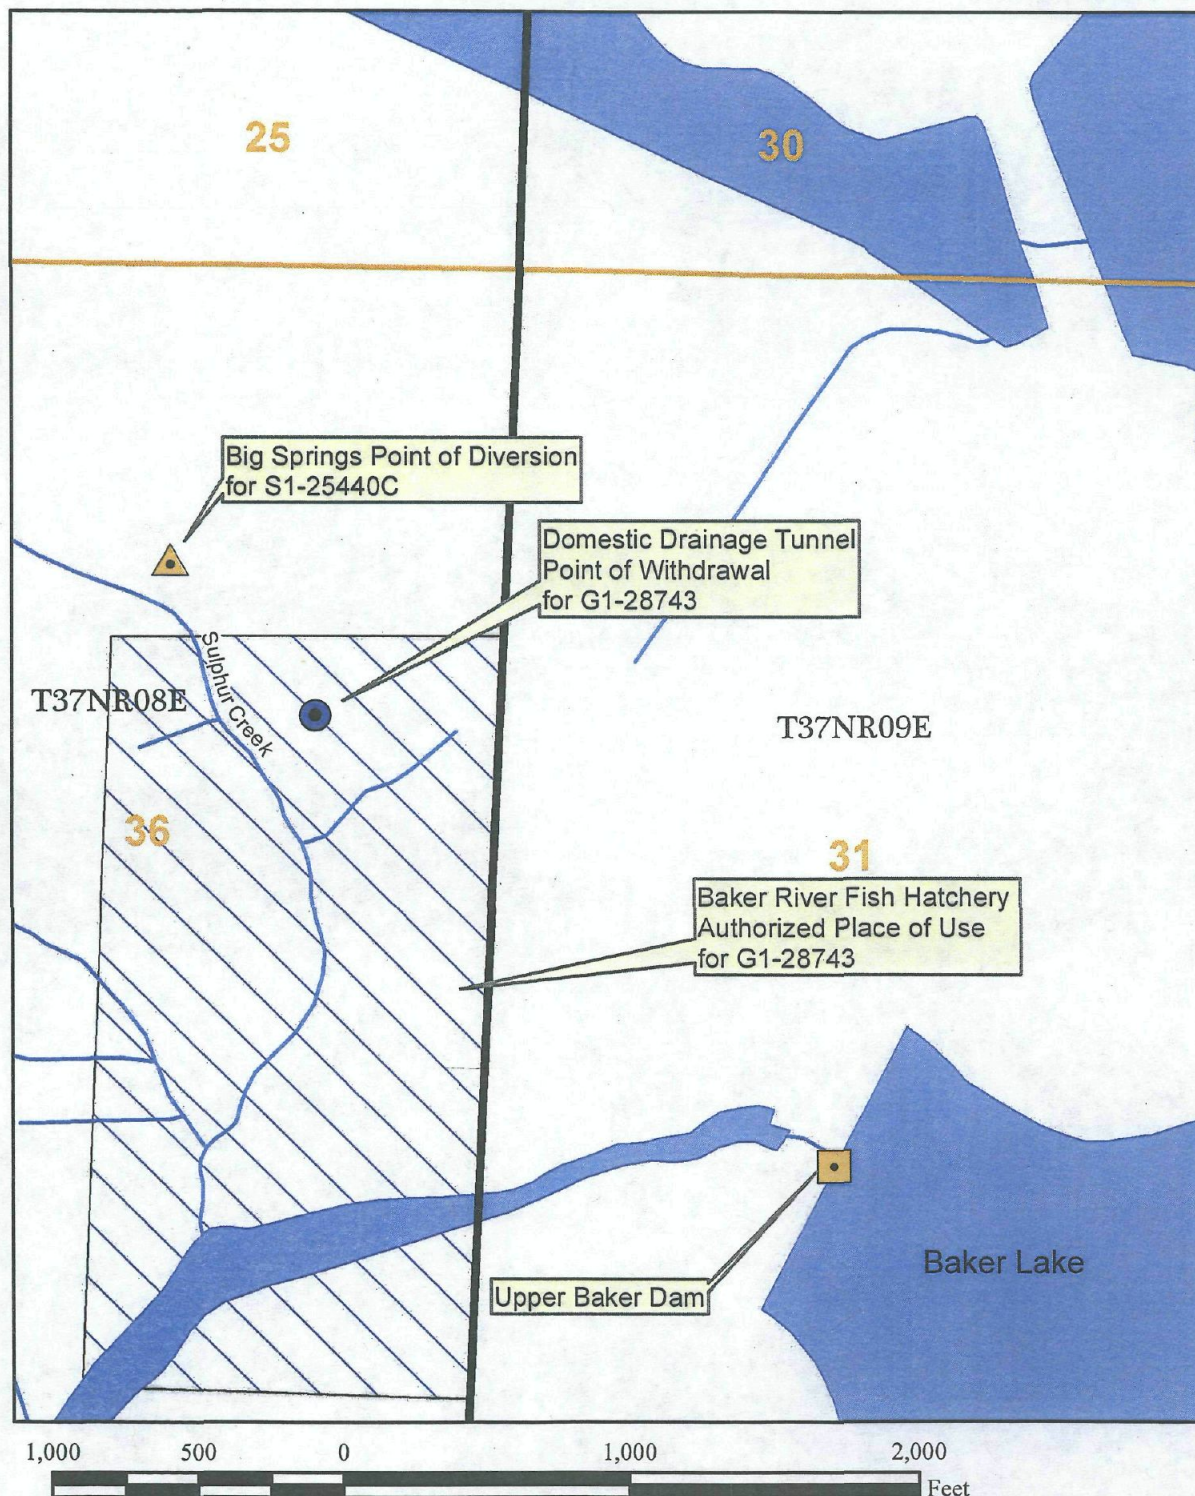 25
30
Big Springs Point of Diversion
for S1-25440C
Domestic Drainage Tunnel
Point of Withdrawal
for G1-28743
Sulphur Creek
T37NR08E
T37NR09E
36
31
Baker River Fish Hatchery
Authorized Place of Use
for G1-28743
Baker Lake
Upper Baker Dam
1,000 500 0 1,000 2,000
Feet